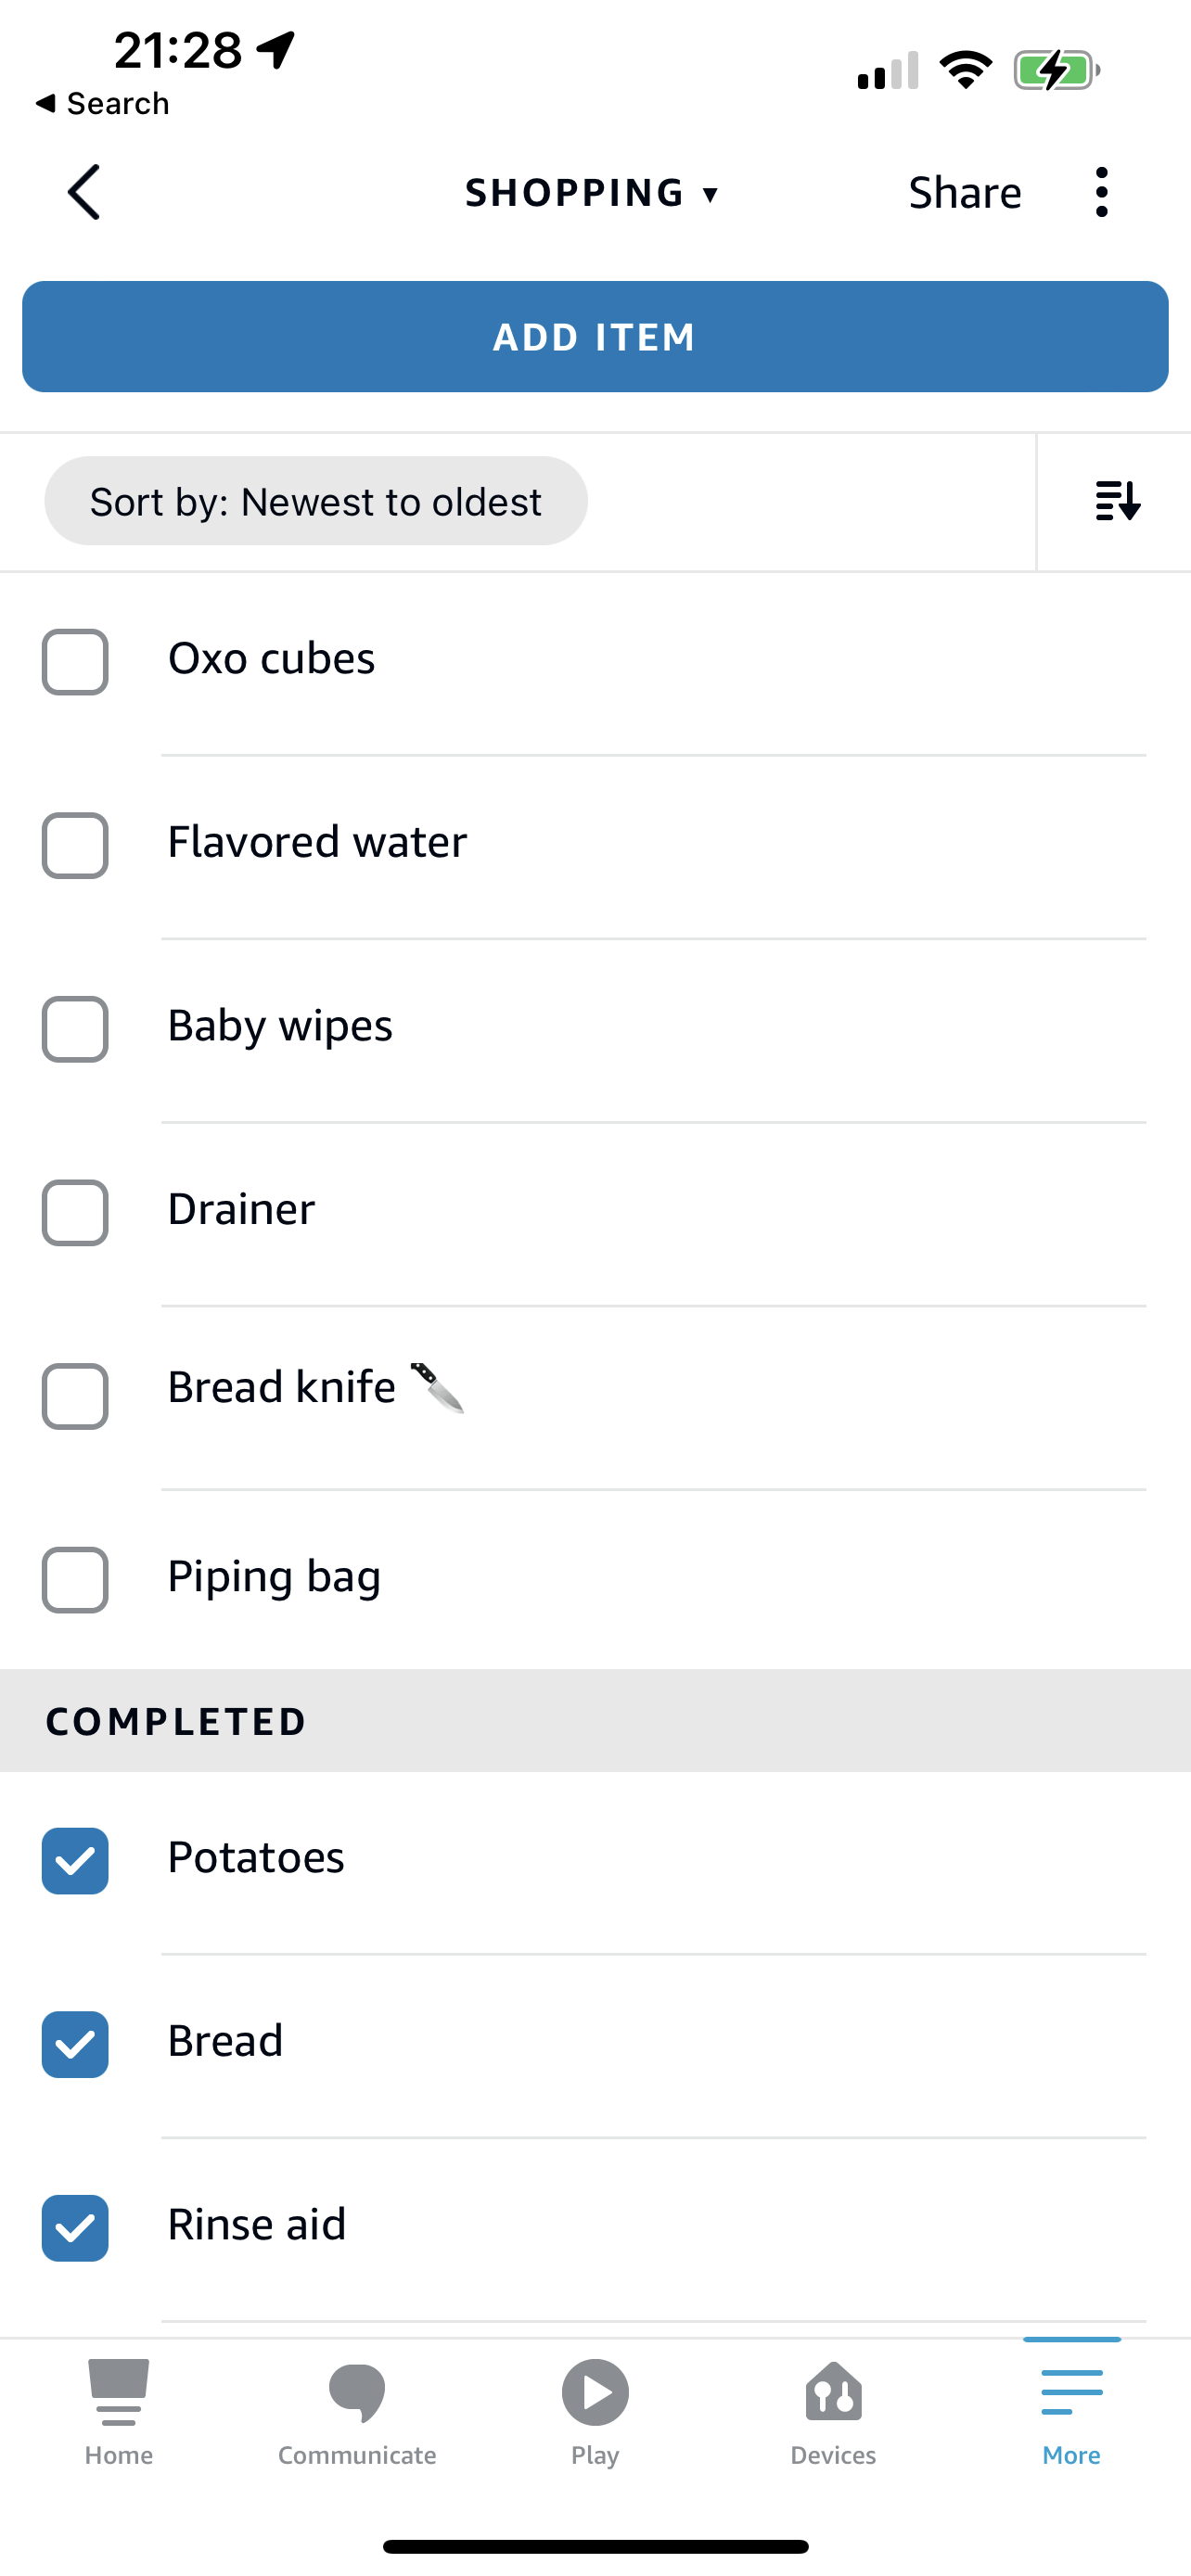 21:28
◀ Search
SHOPPING ▼
Share
ADD ITEM
Sort by: Newest to oldest
Oxo cubes
Flavored water
Baby wipes
Drainer
Bread knife 🔪
Piping bag
COMPLETED
Potatoes
Bread
Rinse aid
Home Communicate Play Devices More